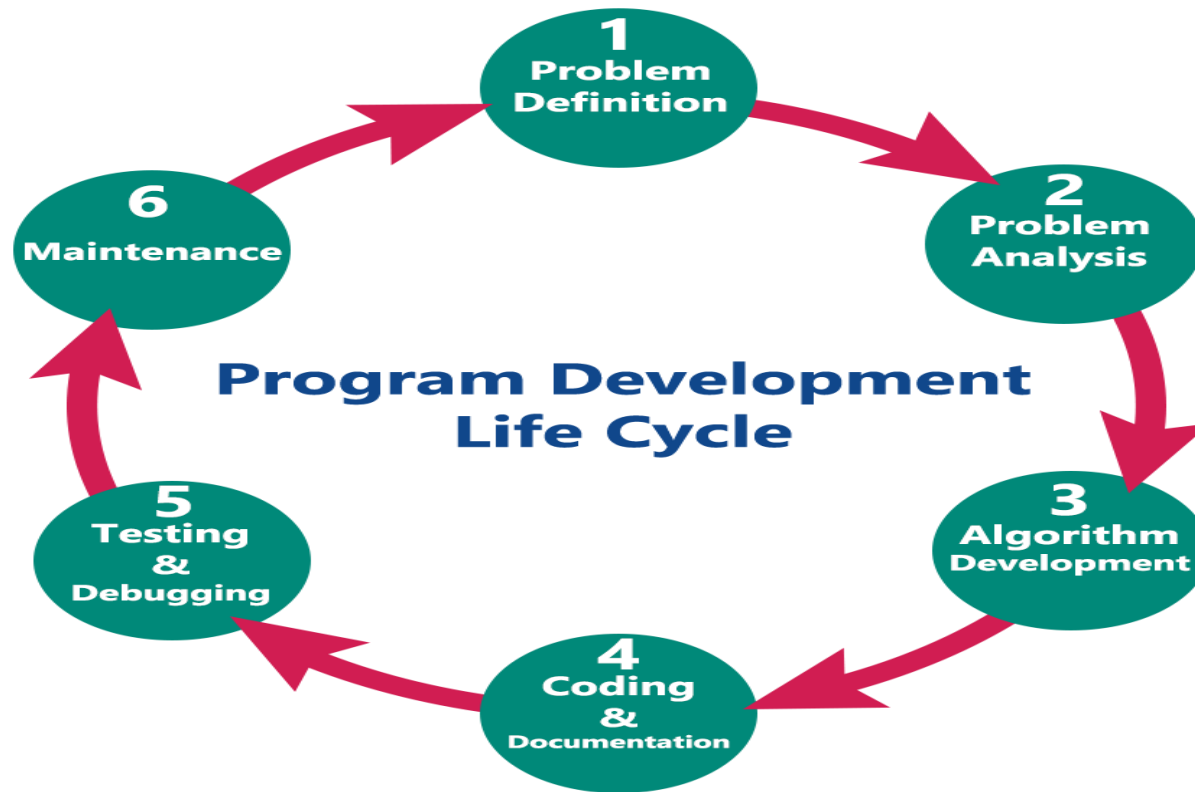 1
Problem
Definition
2
Problem
Analysis
3
Algorithm
Development
4
Coding
&
Documentation
5
Testing
&
Debugging
6
Maintenance
Program Development
Life Cycle